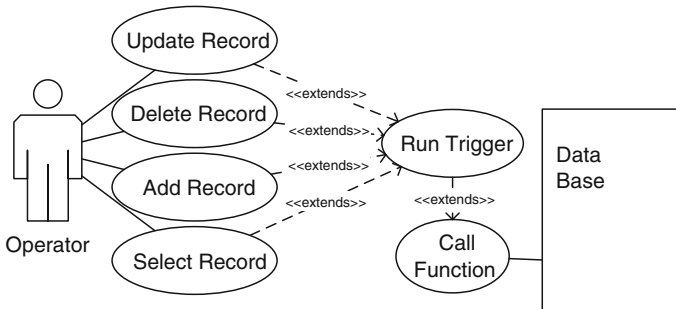 Update Record
<<extends>>
Delete Record
<<extends>>
Run Trigger
Data
Base
<<extends>>
Add Record
<<extends>>
<<extends>>
Operator
Select Record
Call
Function